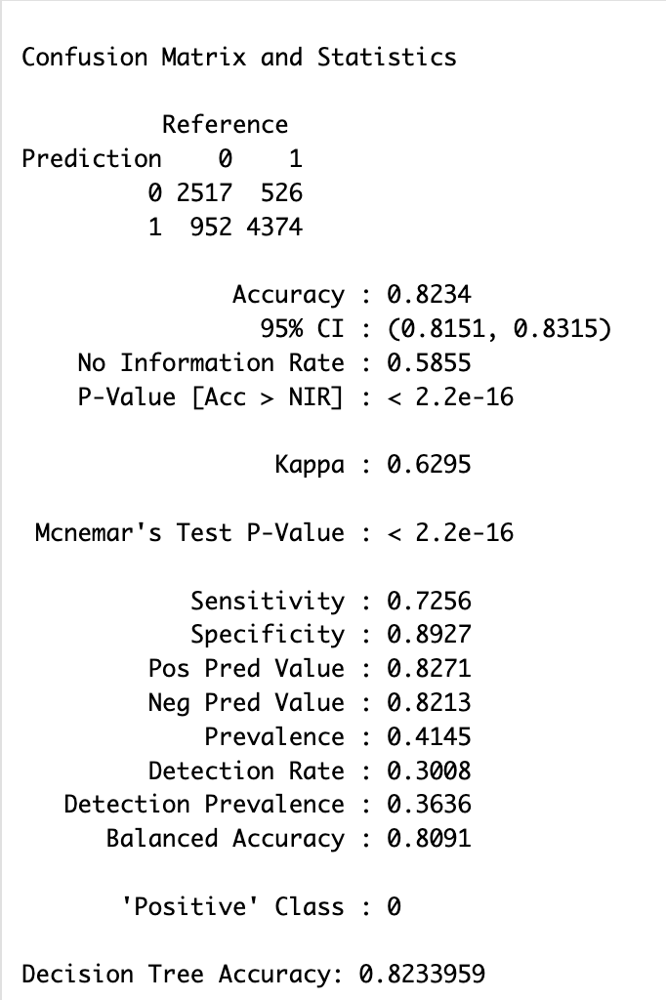 Confusion Matrix and Statistics

          Reference
Prediction    0    1
         0 2517  526
         1  952 4374

               Accuracy : 0.8234
                 95% CI : (0.8151, 0.8315)
    No Information Rate : 0.5855
    P-Value [Acc > NIR] : < 2.2e-16

                  Kappa : 0.6295

 Mcnemar's Test P-Value : < 2.2e-16

            Sensitivity : 0.7256
            Specificity : 0.8927
         Pos Pred Value : 0.8271
         Neg Pred Value : 0.8213
             Prevalence : 0.4145
         Detection Rate : 0.3008
   Detection Prevalence : 0.3636
      Balanced Accuracy : 0.8091

       'Positive' Class : 0

Decision Tree Accuracy: 0.8233959